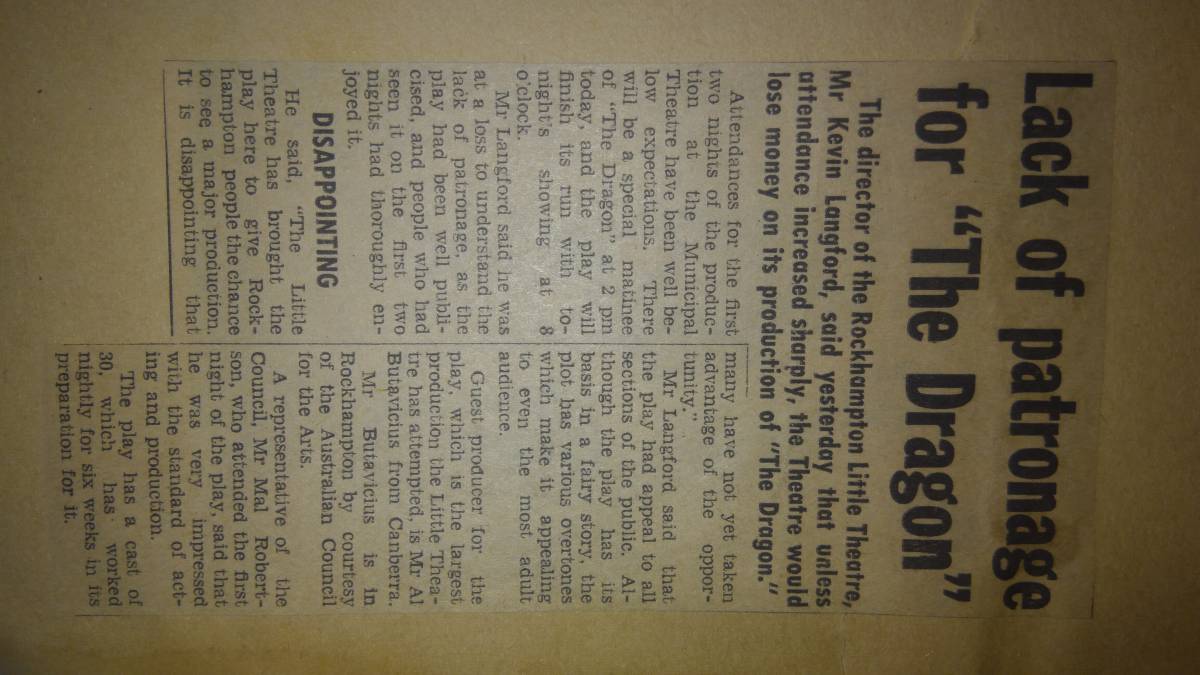 Lack of patronage
for "The Dragon"
The director of the Rockhampton Little Theatre,
Mr Kevin Langford, said yesterday that unless
attendance increased sharply, the Theatre would
lose money on its production of "The Dragon."
Attendances for the first
two nights of the produc-
tion at the Municipal
Theatre have been well be-
low expectations. There
will be a special matinee
of "The Dragon" at 2 pm
today, and the play will
finish its run with to-
night's showing at 8
o'clock.
Mr Langford said he was
at a loss to understand the
lack of patronage, as the
play had been well publi-
cised, and people who had
seen it on the first two
nights had thoroughly en-
joyed it.
DISAPPOINTING
He said, "The Little
Theatre has brought the
play here to give Rock-
hampton people the chance
to see a major production.
It is disappointing that
many have not yet taken
advantage of the oppor-
tunity."
Mr Langford said that
the play had appeal to all
sections of the public. Al-
though the play has its
basis in a fairy story, the
plot has various overtones
which make it appealing
to even the most adult
audience.
Guest producer for the
play, which is the largest
production the Little Thea-
tre has attempted, is Mr Al
Butavicius from Canberra.
Mr Butavicius is in
Rockhampton by courtesy
of the Australian Council
for the Arts.
A representative of the
Council, Mr Mal Robert-
son, who attended the first
night of the play, said that
he was very impressed
with the standard of act-
ing and production.
The play has a cast of
30, which has worked
nightly for six weeks in its
preparation for it.